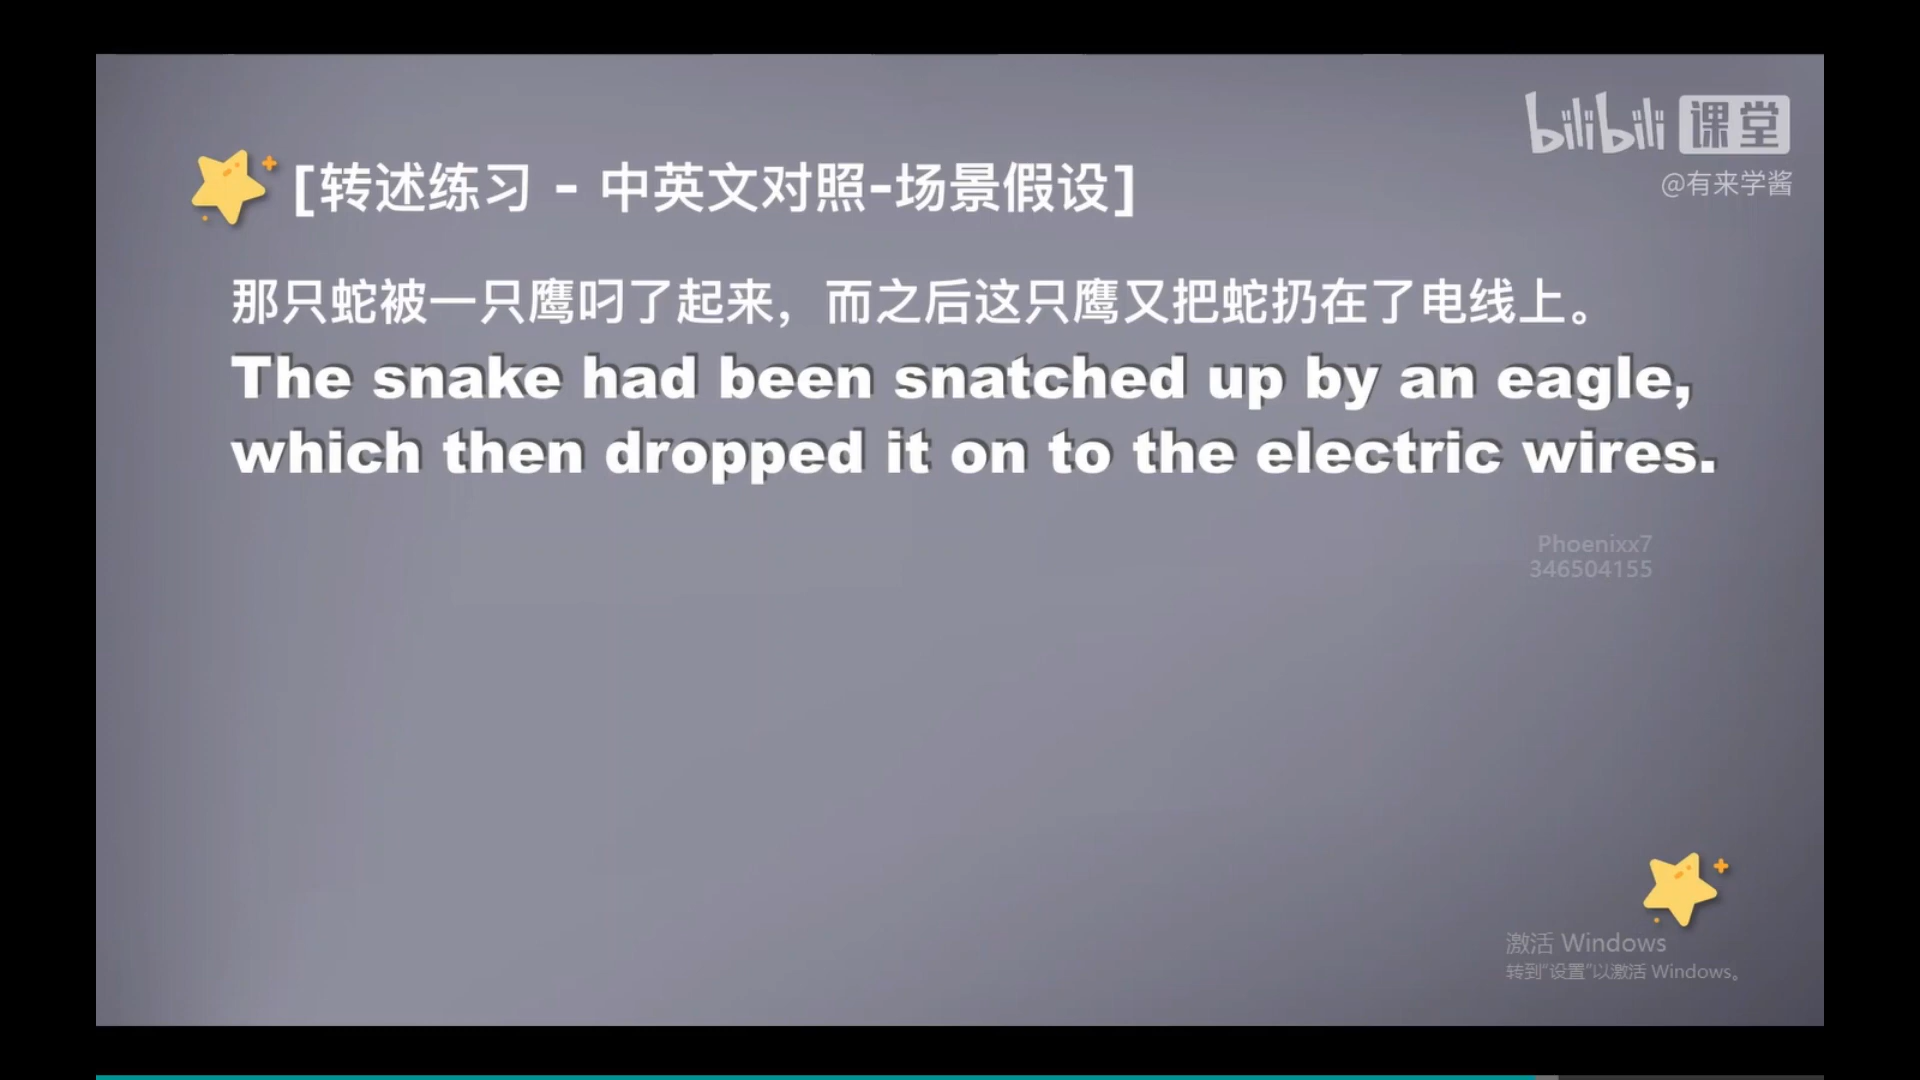 bilibili 课堂
@有来学酱
[转述练习 - 中英文对照-场景假设]
那只蛇被一只鹰叼了起来，而之后这只鹰又把蛇扔在了电线上。
The snake had been snatched up by an eagle,
which then dropped it on to the electric wires.
Phoenixx7
346504155
激活 Windows
转到“设置”以激活 Windows。